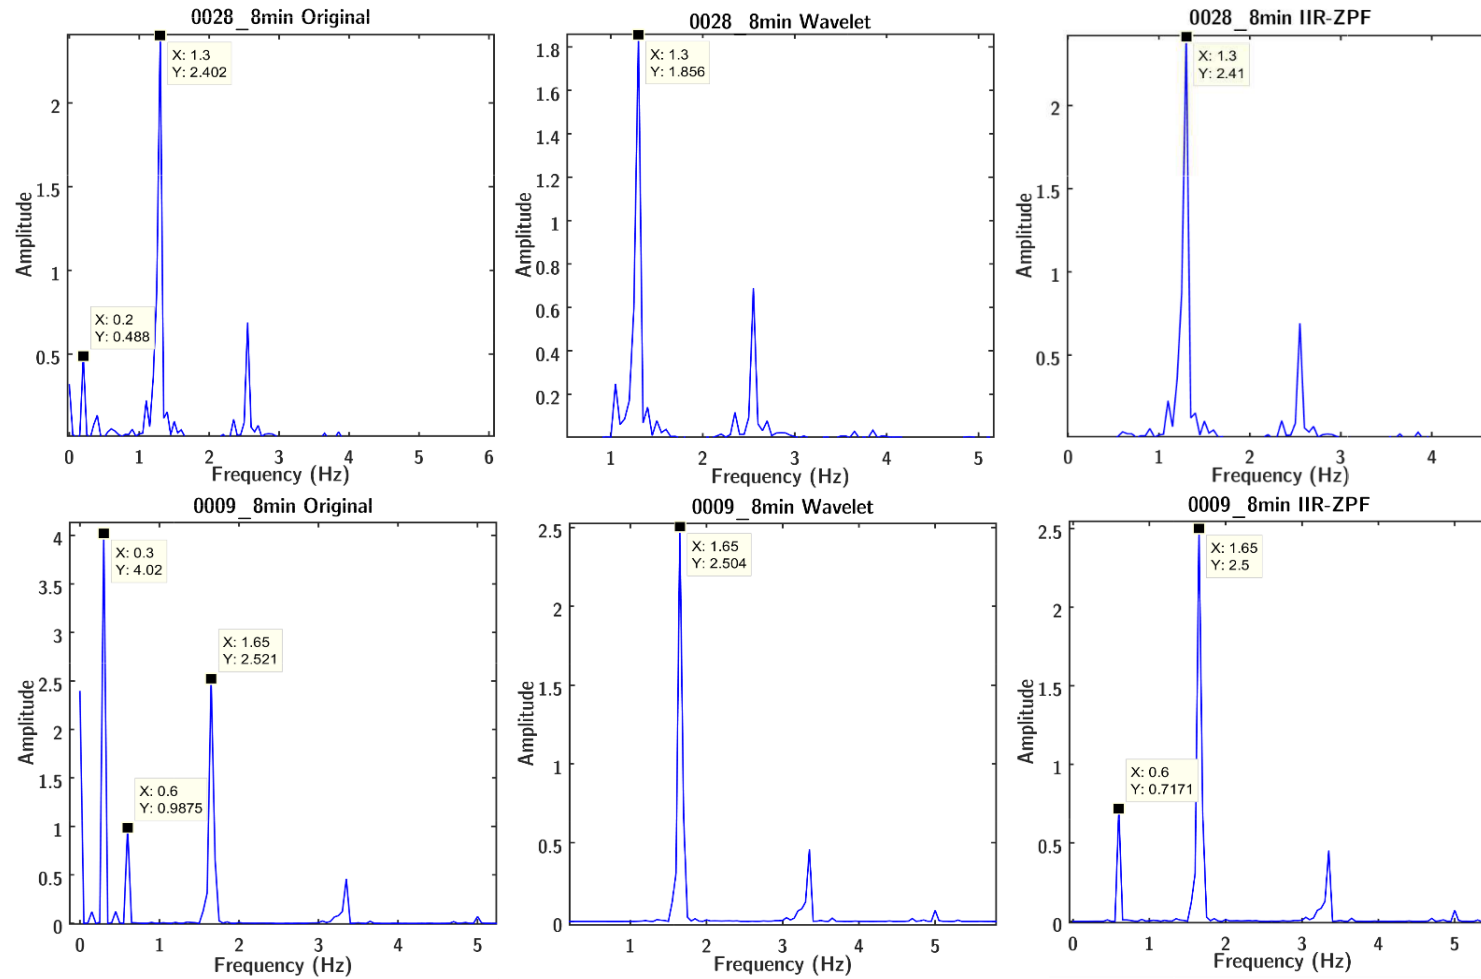 0028_8min Original
X: 1.3
Y: 2.402
X: 0.2
Y: 0.488
2
1.5
1
0.5
Amplitude
0 1 2 3 4 5 6
Frequency (Hz)
0028_8min Wavelet
X: 1.3
Y: 1.856
1.8
1.6
1.4
1.2
1
0.8
0.6
0.4
0.2
Amplitude
1 2 3 4 5
Frequency (Hz)
0028_8min IIR-ZPF
X: 1.3
Y: 2.41
2
1.5
1
0.5
Amplitude
0 1 2 3 4
Frequency (Hz)
0009_8min Original
X: 0.3
Y: 4.02
X: 1.65
Y: 2.521
X: 0.6
Y: 0.9875
4
3.5
3
2.5
2
1.5
1
0.5
0
Amplitude
0 1 2 3 4 5
Frequency (Hz)
0009_8min Wavelet
X: 1.65
Y: 2.504
2.5
2
1.5
1
0.5
0
Amplitude
1 2 3 4 5
Frequency (Hz)
0009_8min IIR-ZPF
X: 1.65
Y: 2.5
X: 0.6
Y: 0.7171
2.5
2
1.5
1
0.5
0
Amplitude
0 1 2 3 4 5
Frequency (Hz)